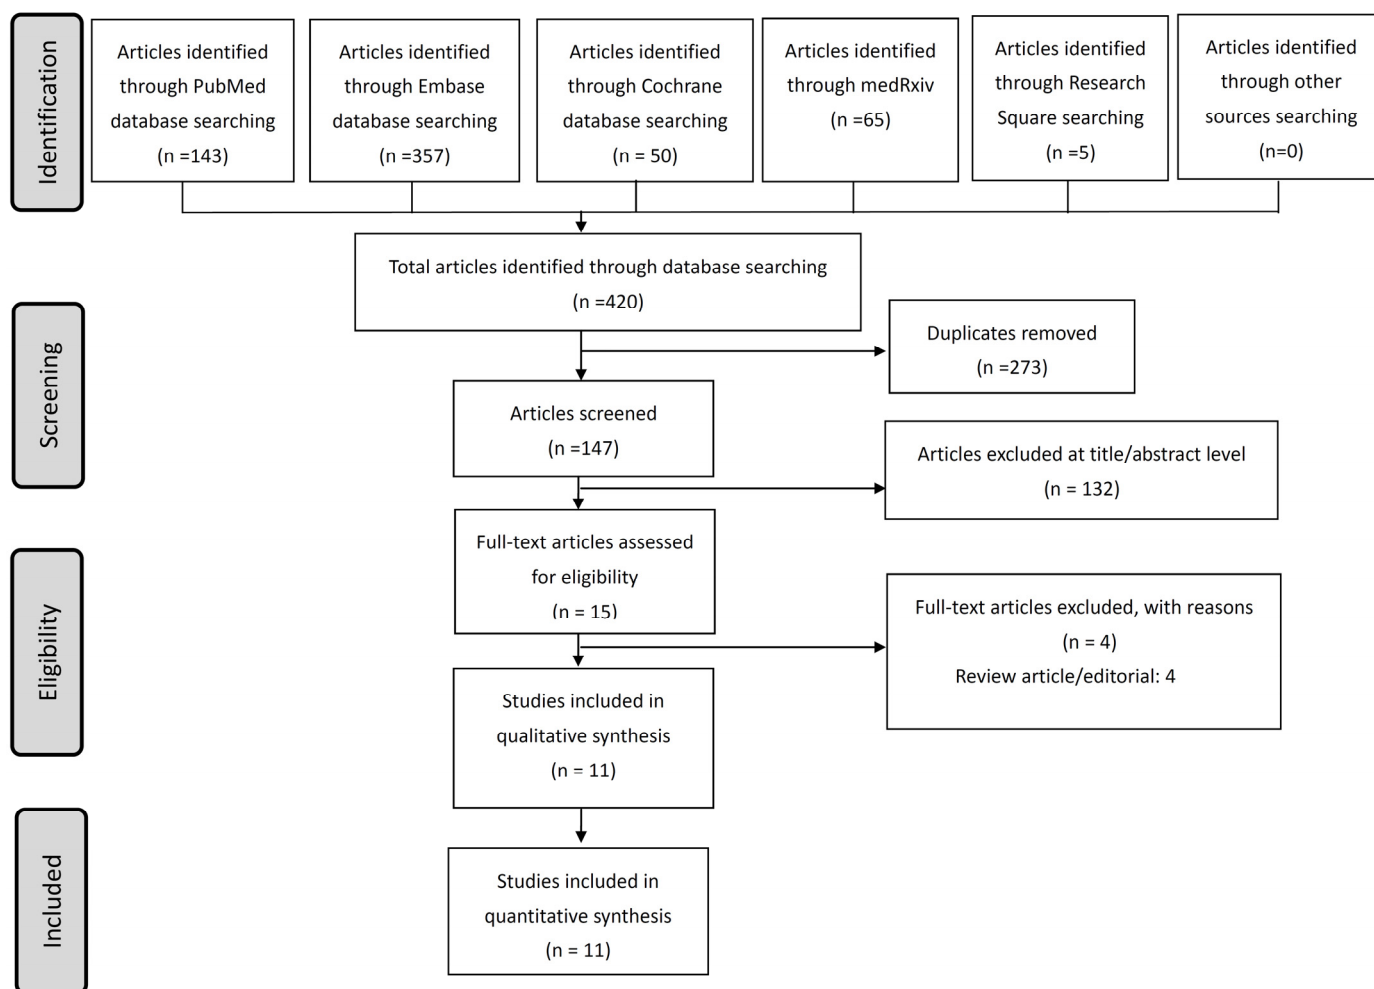 Identification
Articles identified
through PubMed
database searching
(n =143)
Articles identified
through Embase
database searching
(n =357)
Articles identified
through Cochrane
database searching
(n = 50)
Articles identified
through medRxiv
(n =65)
Articles identified
through Research
Square searching
(n =5)
Articles identified
through other
sources searching
(n=0)
Total articles identified through database searching
(n =420)
Screening
Duplicates removed
(n =273)
Articles screened
(n =147)
Articles excluded at title/abstract level
(n = 132)
Eligibility
Full-text articles assessed
for eligibility
(n = 15)
Full-text articles excluded, with reasons
(n = 4)
Review article/editorial: 4
Studies included in
qualitative synthesis
(n = 11)
Included
Studies included in
quantitative synthesis
(n = 11)